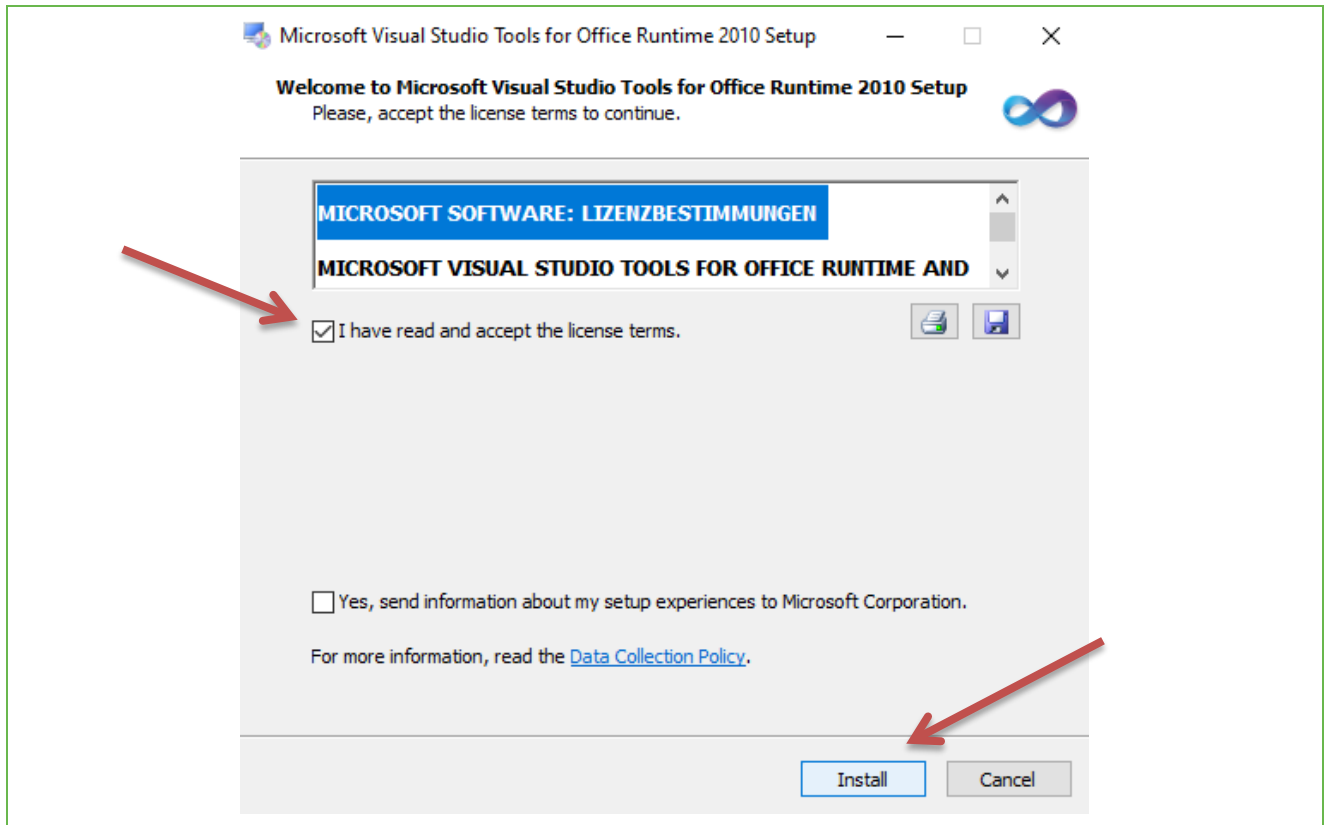 Microsoft Visual Studio Tools for Office Runtime 2010 Setup
Welcome to Microsoft Visual Studio Tools for Office Runtime 2010 Setup
Please, accept the license terms to continue.
MICROSOFT SOFTWARE: LIZENZBESTIMMUNGEN
MICROSOFT VISUAL STUDIO TOOLS FOR OFFICE RUNTIME AND
I have read and accept the license terms.
Yes, send information about my setup experiences to Microsoft Corporation.
For more information, read the Data Collection Policy.
Install Cancel